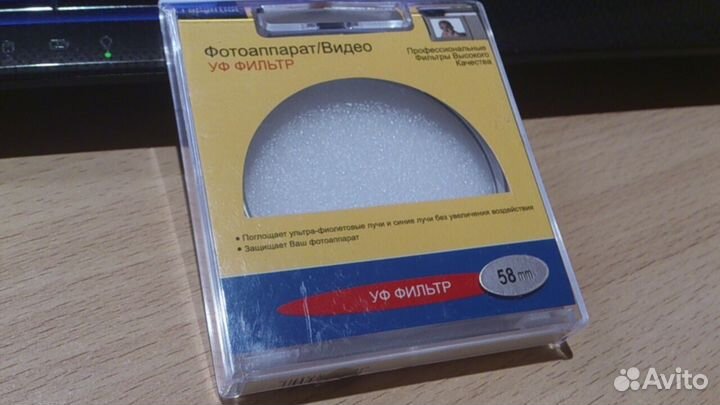 Фотоаппарат/Видео
УФ ФИЛЬТР
Профессиональные
Фильтры Высокого
Качества
• Поглощает ультра-фиолетовые лучи и синие лучи без увеличения воздействия
• Защищает Ваш фотоаппарат
УФ ФИЛЬТР
58 mm
Avito